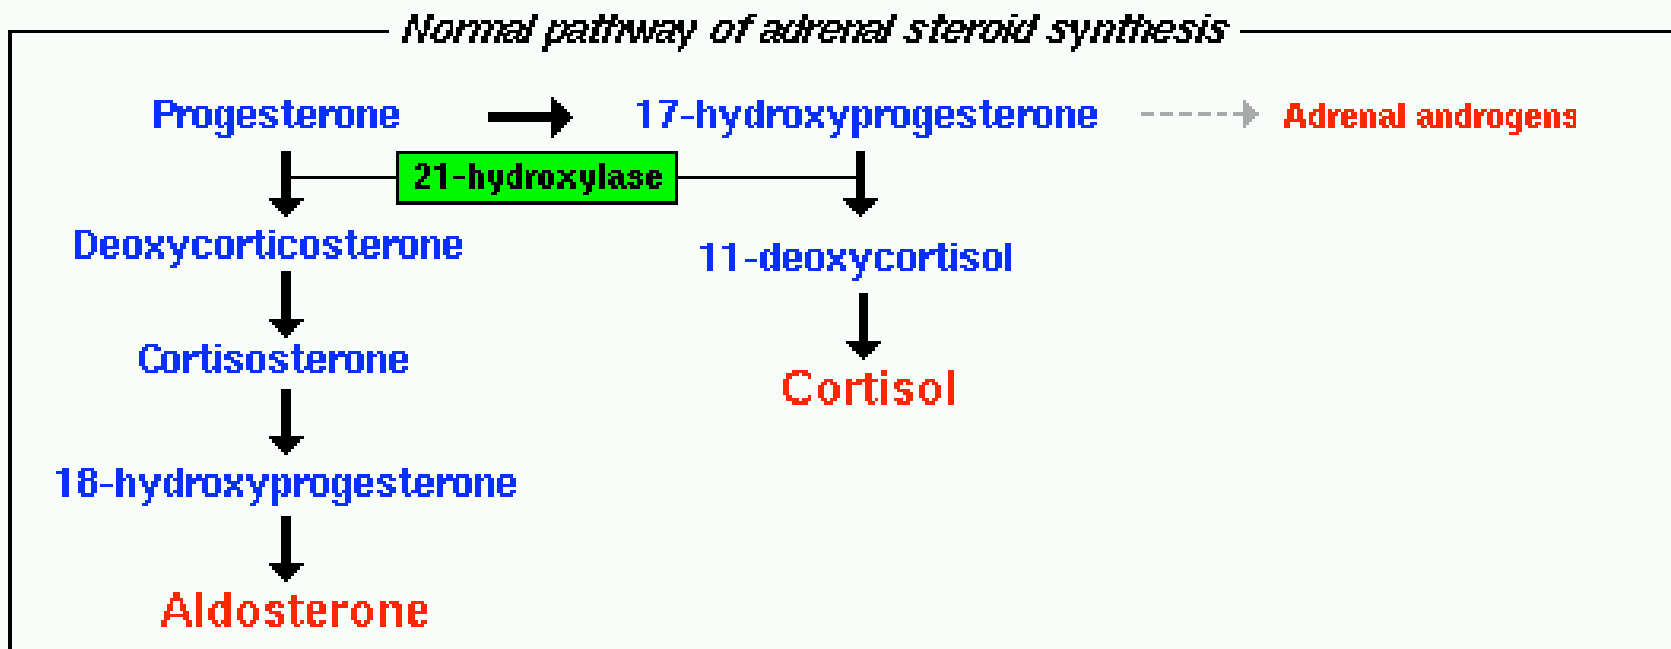 Normal pathway of adrenal steroid synthesis
Progesterone 17-hydroxyprogesterone Adrenal androgens
21-hydroxylase
Deoxycorticosterone
11-deoxycortisol
Cortisosterone
Cortisol
18-hydroxyprogesterone
Aldosterone